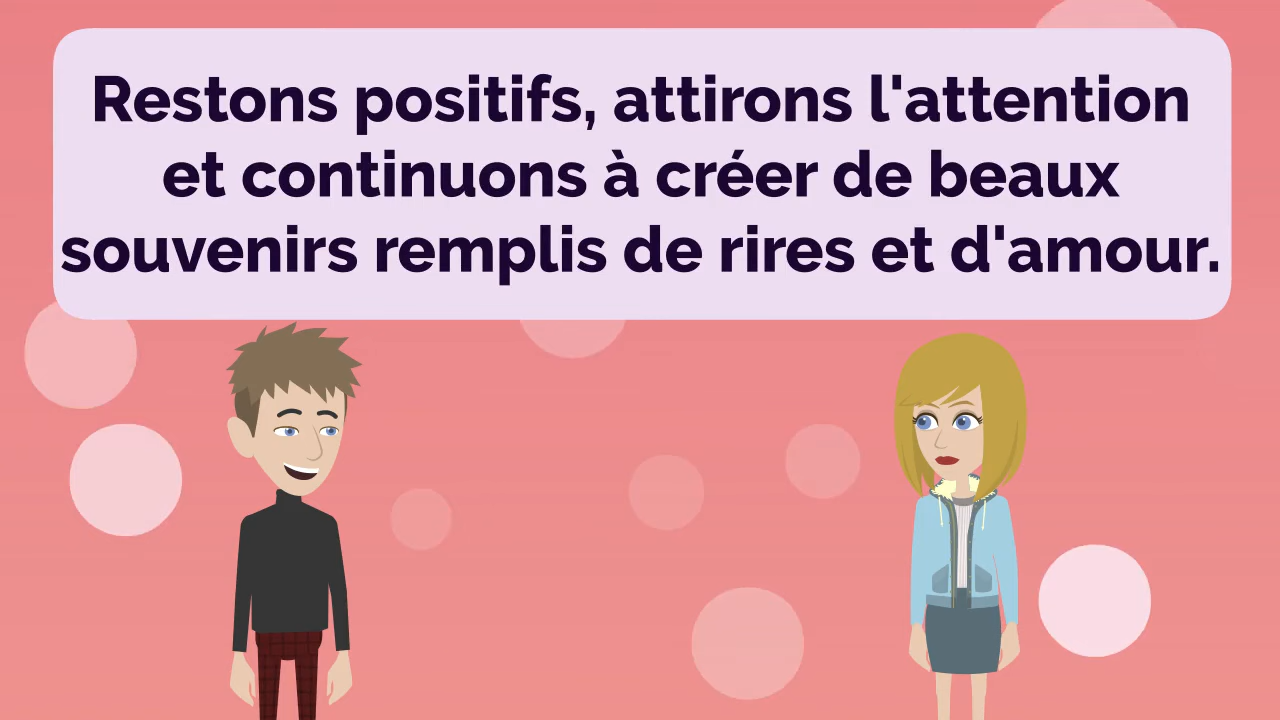 Restons positifs, attirons l'attention
et continuons à créer de beaux
souvenirs remplis de rires et d'amour.